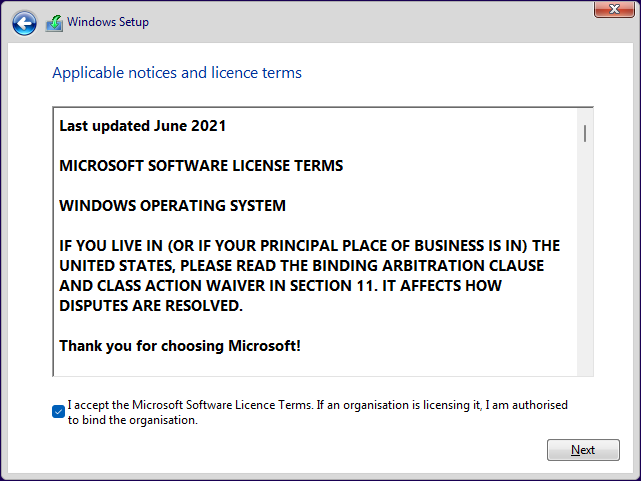 Windows Setup
Applicable notices and licence terms
Last updated June 2021
MICROSOFT SOFTWARE LICENSE TERMS
WINDOWS OPERATING SYSTEM
IF YOU LIVE IN (OR IF YOUR PRINCIPAL PLACE OF BUSINESS IS IN) THE
UNITED STATES, PLEASE READ THE BINDING ARBITRATION CLAUSE
AND CLASS ACTION WAIVER IN SECTION 11. IT AFFECTS HOW
DISPUTES ARE RESOLVED.
Thank you for choosing Microsoft!
I accept the Microsoft Software Licence Terms. If an organisation is licensing it, I am authorised
to bind the organisation.
Next